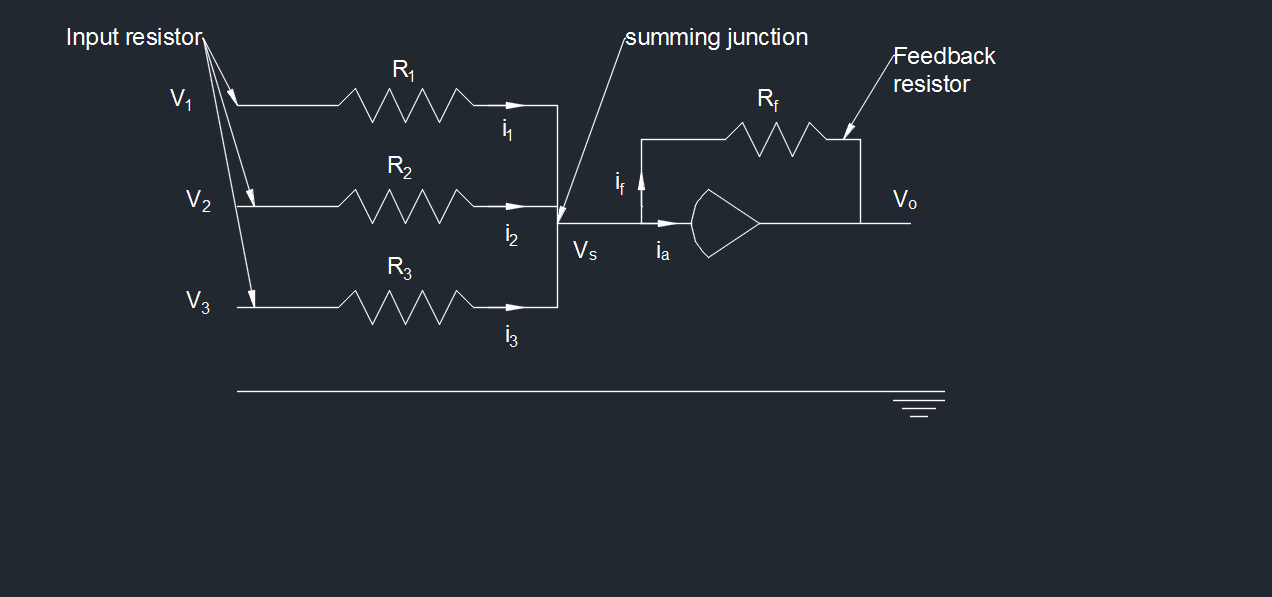 Input resistor
summing junction
Feedback
resistor
R1
V1
i1
Rf
R2
V2
i2
if
Vo
Vs
ia
R3
V3
i3